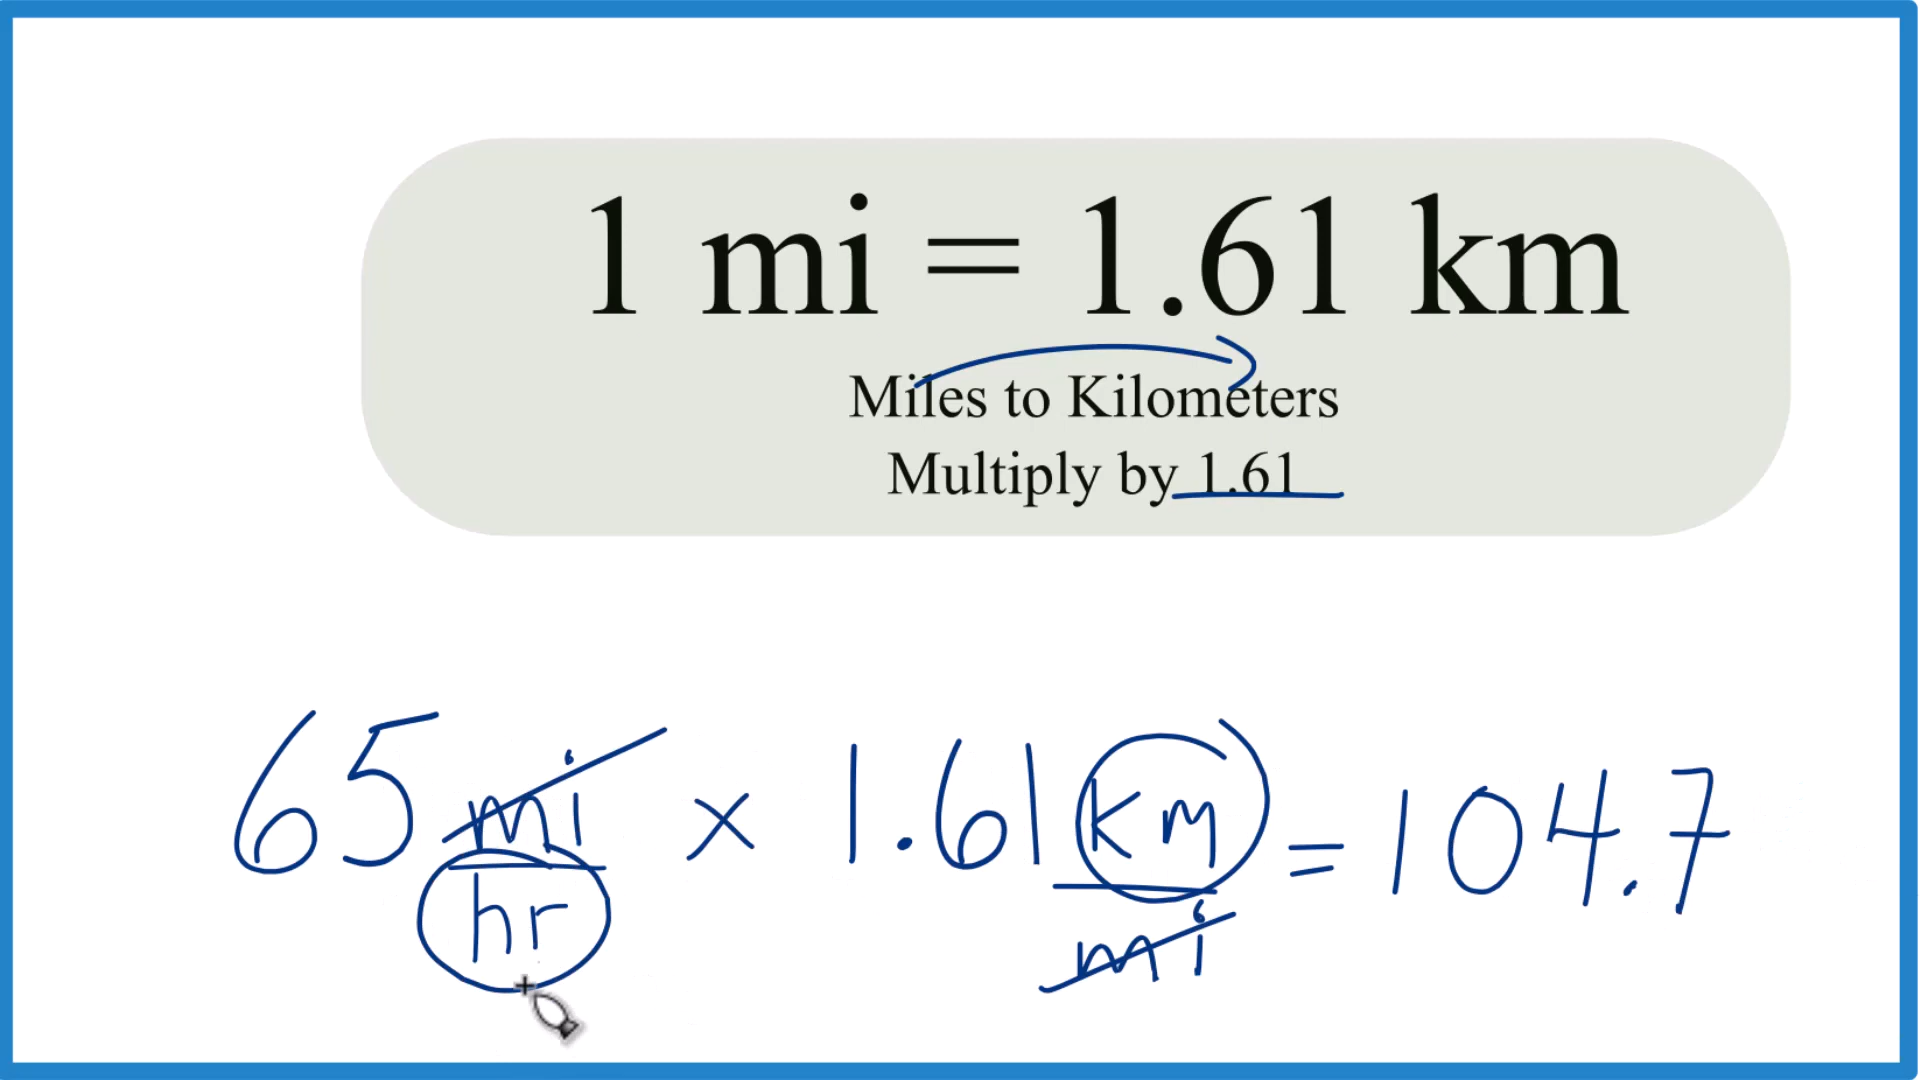 1 mi = 1.61 km
Miles to Kilometers
Multiply by 1.61
65 mi/hr × 1.61 km/mi = 104.7